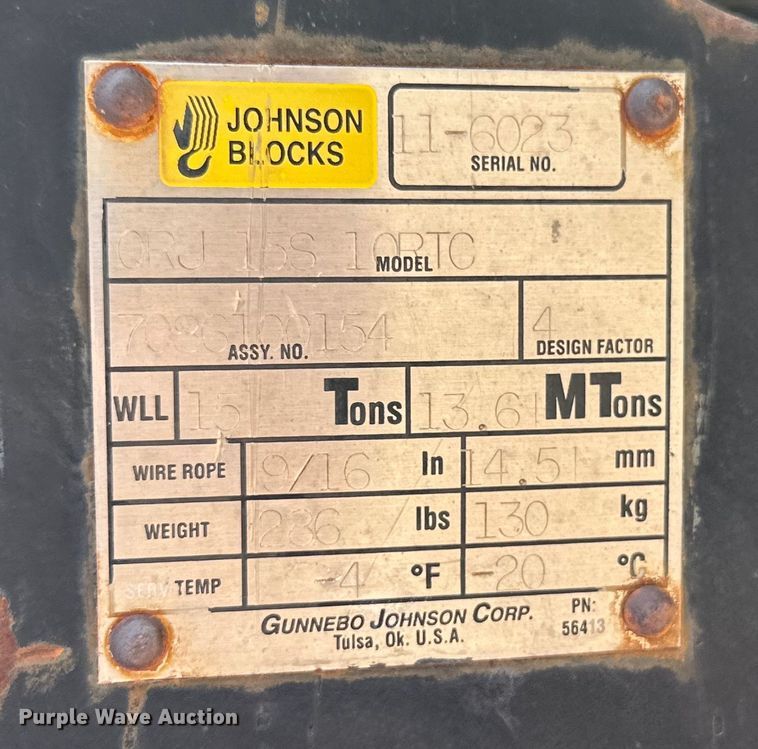 JOHNSON
BLOCKS
11-6023
SERIAL NO.
QRJ 15S 10RTC
MODEL
ASSY. NO.
4
DESIGN FACTOR
WLL 15 Tons 13.61 MTons
WIRE ROPE 9/16 In 14.5 mm
WEIGHT 286 lbs 130 kg
SERV TEMP -4 °F -20 °C
GUNNEBO JOHNSON CORP.
Tulsa, Ok. U.S.A.
PN:
56413
Purple Wave Auction